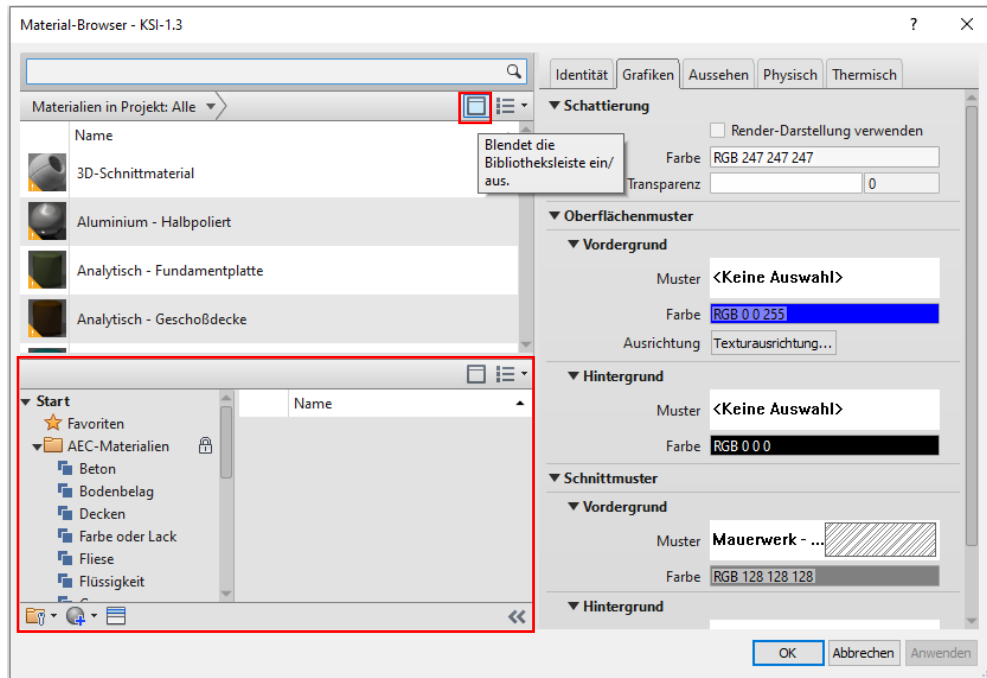 Material-Browser - KSI-1.3
?
Materialien in Projekt: Alle
Name
3D-Schnittmaterial
Aluminium - Halbpoliert
Analytisch - Fundamentplatte
Analytisch - Geschoßdecke
Blendet die
Bibliotheksleiste ein/
aus.
Start
Name
Favoriten
AEC-Materialien
Beton
Bodenbelag
Decken
Farbe oder Lack
Fliese
Flüssigkeit
Identität Grafiken Aussehen Physisch Thermisch
Schattierung
Render-Darstellung verwenden
Farbe RGB 247 247 247
Transparenz 0
Oberflächenmuster
Vordergrund
Muster <Keine Auswahl>
Farbe RGB 0 0 255
Ausrichtung Texturausrichtung...
Hintergrund
Muster <Keine Auswahl>
Farbe RGB 0 0 0
Schnittmuster
Vordergrund
Muster Mauerwerk - ...
Farbe RGB 128 128 128
Hintergrund
OK Abbrechen Anwenden